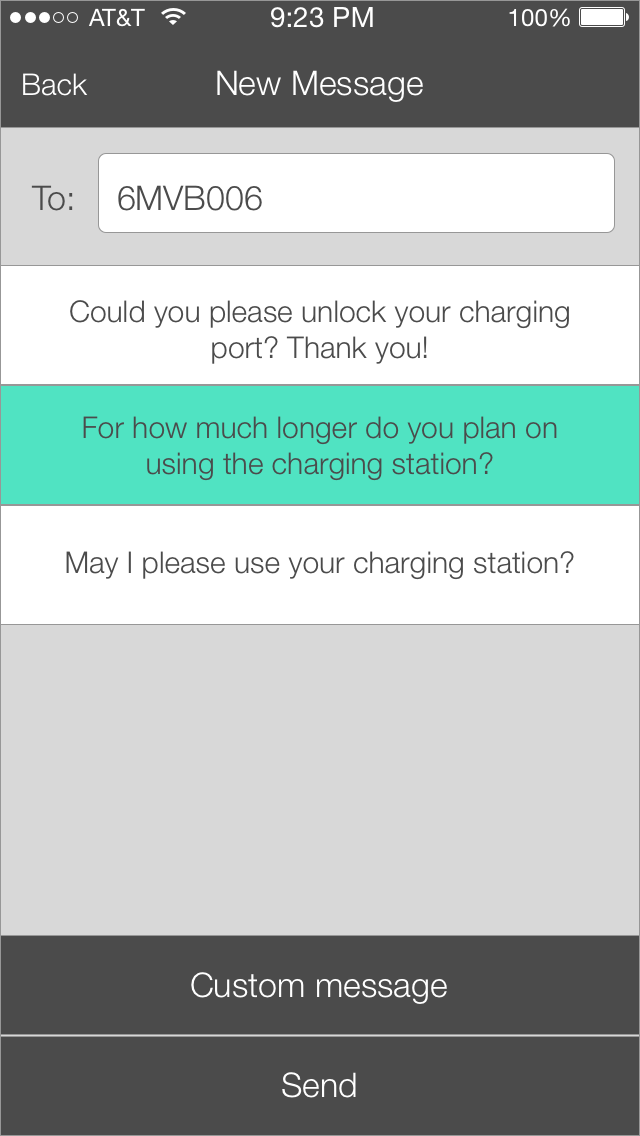 AT&T 9:23 PM 100%
Back New Message
To: 6MVB006
Could you please unlock your charging
port? Thank you!
For how much longer do you plan on
using the charging station?
May I please use your charging station?
Custom message
Send